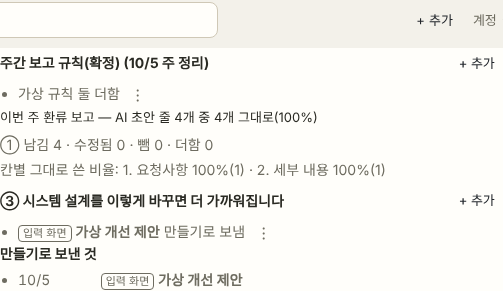 + 추가 계정
주간 보고 규칙(확정) (10/5 주 정리) + 추가
• 가상 규칙 둘 더함 ⋮
이번 주 환류 보고 — AI 초안 줄 4개 중 4개 그대로(100%)
① 남김 4 · 수정됨 0 · 뺌 0 · 더함 0
칸별 그대로 쓴 비율: 1. 요청사항 100%(1) · 2. 세부 내용 100%(1)
③ 시스템 설계를 이렇게 바꾸면 더 가까워집니다 + 추가
• 입력 화면 가상 개선 제안 만들기로 보냄 ⋮
만들기로 보낸 것
• 10/5 입력 화면 가상 개선 제안